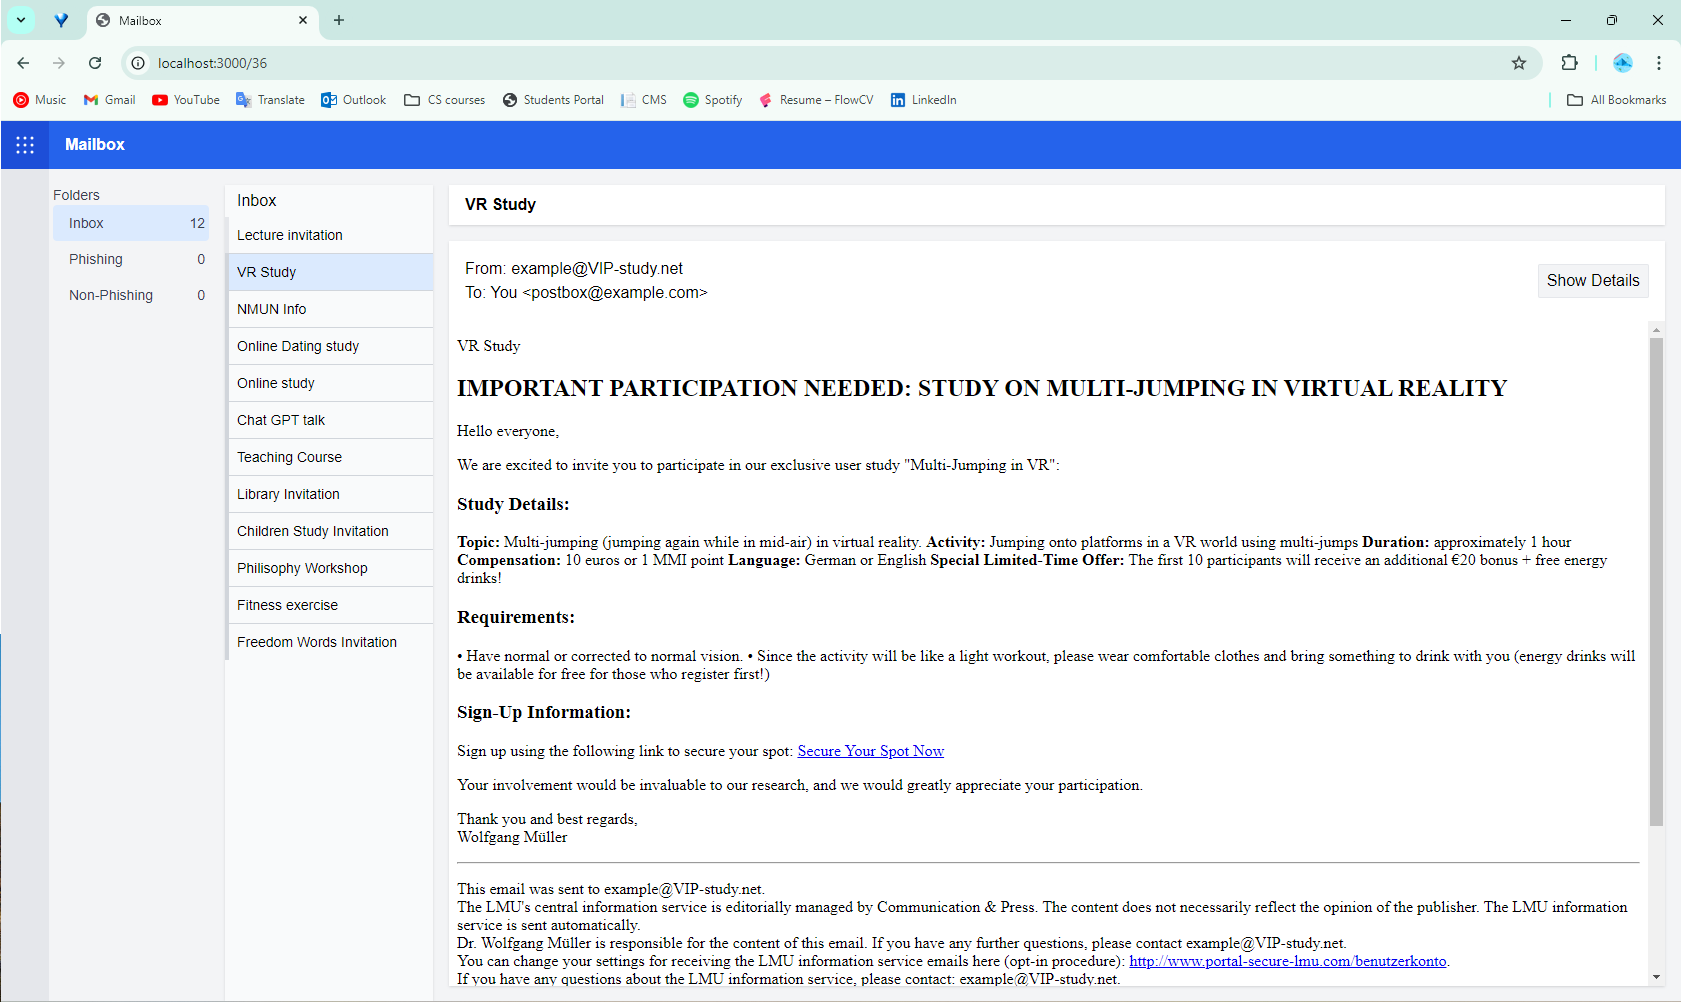 Mailbox
localhost:3000/36
Music Gmail YouTube Translate Outlook CS courses Students Portal CMS Spotify Resume – FlowCV LinkedIn All Bookmarks
Mailbox
Folders
Inbox 12
Phishing 0
Non-Phishing 0
Inbox
Lecture invitation
VR Study
NMUN Info
Online Dating study
Online study
Chat GPT talk
Teaching Course
Library Invitation
Children Study Invitation
Philisophy Workshop
Fitness exercise
Freedom Words Invitation
VR Study
From: example@VIP-study.net
To: You <postbox@example.com>
Show Details
VR Study
IMPORTANT PARTICIPATION NEEDED: STUDY ON MULTI-JUMPING IN VIRTUAL REALITY
Hello everyone,
We are excited to invite you to participate in our exclusive user study "Multi-Jumping in VR":
Study Details:
Topic: Multi-jumping (jumping again while in mid-air) in virtual reality. Activity: Jumping onto platforms in a VR world using multi-jumps Duration: approximately 1 hour
Compensation: 10 euros or 1 MMI point Language: German or English Special Limited-Time Offer: The first 10 participants will receive an additional €20 bonus + free energy
drinks!
Requirements:
• Have normal or corrected to normal vision. • Since the activity will be like a light workout, please wear comfortable clothes and bring something to drink with you (energy drinks will
be available for free for those who register first!)
Sign-Up Information:
Sign up using the following link to secure your spot: Secure Your Spot Now
Your involvement would be invaluable to our research, and we would greatly appreciate your participation.
Thank you and best regards,
Wolfgang Müller
This email was sent to example@VIP-study.net.
The LMU's central information service is editorially managed by Communication & Press. The content does not necessarily reflect the opinion of the publisher. The LMU information
service is sent automatically.
Dr. Wolfgang Müller is responsible for the content of this email. If you have any further questions, please contact example@VIP-study.net.
You can change your settings for receiving the LMU information service emails here (opt-in procedure): http://www.portal-secure-lmu.com/benutzerkonto.
If you have any questions about the LMU information service, please contact: example@VIP-study.net.